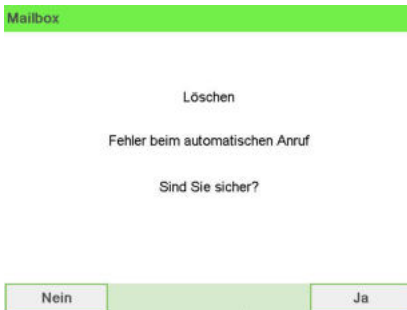 Mailbox
Löschen
Fehler beim automatischen Anruf
Sind Sie sicher?
Nein Ja